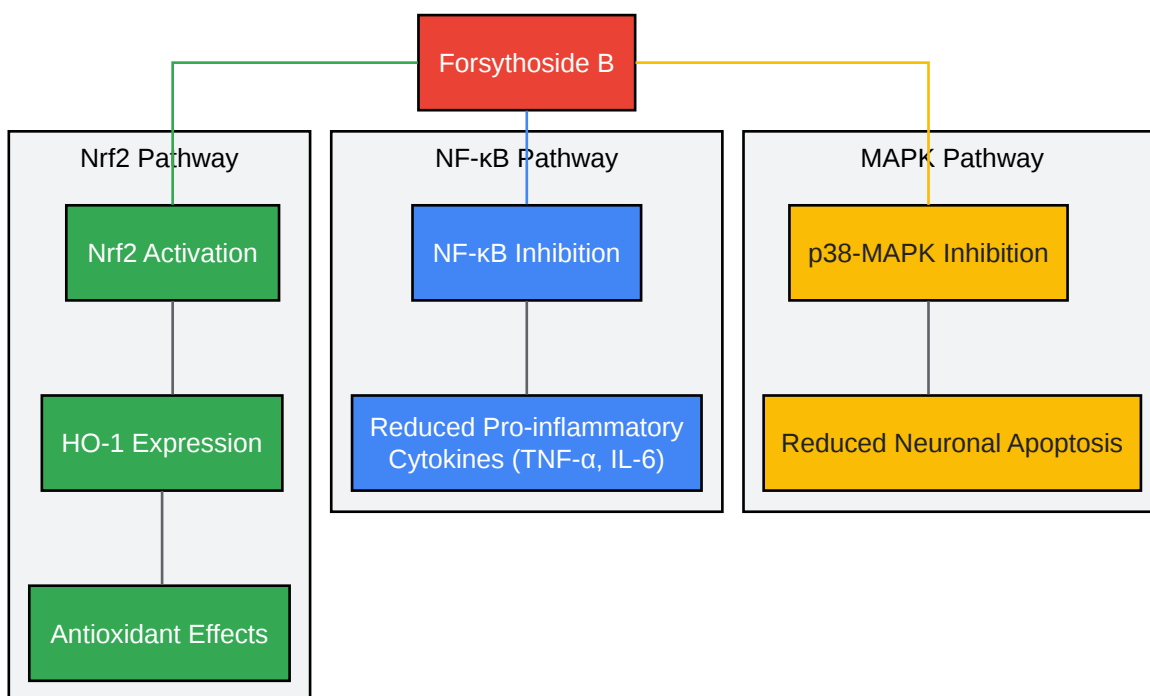 Forsythoside B
Nrf2 Pathway
NF-κB Pathway
MAPK Pathway
Nrf2 Activation
NF-κB Inhibition
p38-MAPK Inhibition
HO-1 Expression
Reduced Pro-inflammatory
Cytokines (TNF-α, IL-6)
Reduced Neuronal Apoptosis
Antioxidant Effects